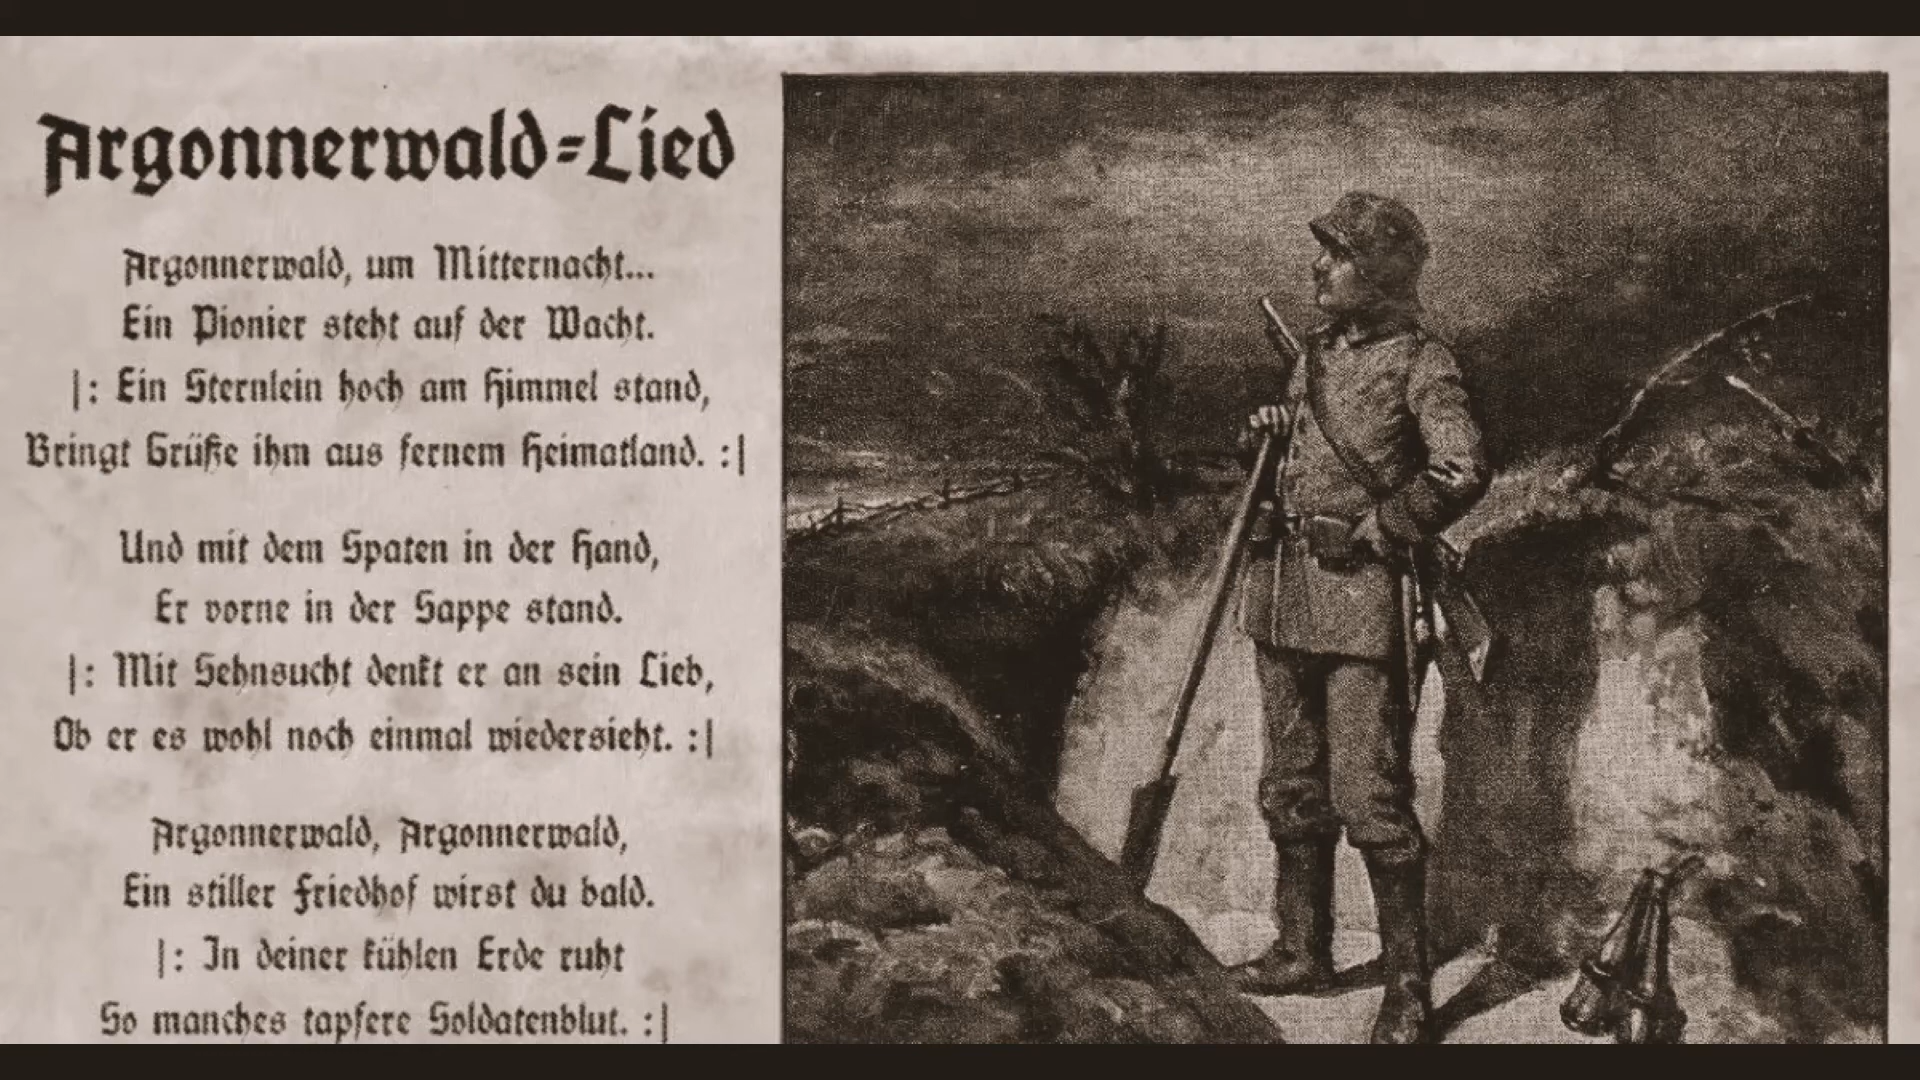 Argonnerwald-Lied
Argonnerwald, um Mitternacht...
Ein Pionier steht auf der Wacht.
|: Ein Sternlein hoch am Himmel stand,
Bringt Grüße ihm aus fernem Heimatland. :|
Und mit dem Spaten in der Hand,
Er vorne in der Sappe stand.
|: Mit Sehnsucht denkt er an sein Lieb,
Ob er es wohl noch einmal wiedersieht. :|
Argonnerwald, Argonnerwald,
Ein stiller Friedhof wirst du bald.
|: In deiner kühlen Erde ruht
So manches tapfere Soldatenblut. :|